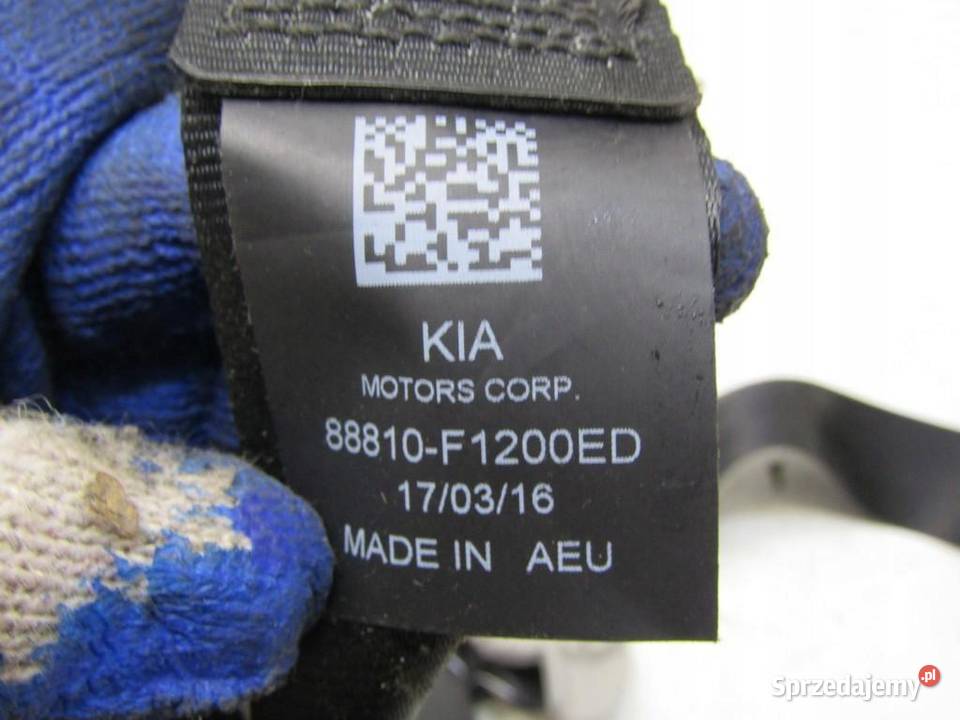 KIA
MOTORS CORP.
88810-F1200ED
17/03/16
MADE IN AEU
Sprzedajemy.pl